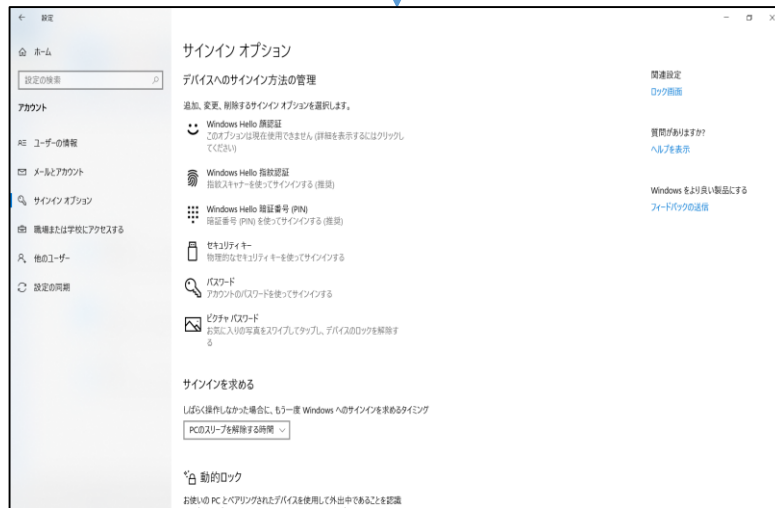 設定
ホーム
設定の検索
アカウント
ユーザーの情報
メールとアカウント
サインイン オプション
職場または学校にアクセスする
他のユーザー
設定の同期
サインイン オプション
デバイスへのサインイン方法の管理
追加、変更、削除するサインイン オプションを選択します。
Windows Hello 顔認証
このオプションは現在使用できません (詳細を表示するにはクリックし
てください)
Windows Hello 指紋認証
指紋スキャナーを使ってサインインする (推奨)
Windows Hello 暗証番号 (PIN)
暗証番号 (PIN) を使ってサインインする (推奨)
セキュリティ キー
物理的なセキュリティ キーを使ってサインインする
パスワード
アカウントのパスワードを使ってサインインする
ピクチャ パスワード
お気に入りの写真をスワイプしてタップし、デバイスのロックを解除す
る
サインインを求める
しばらく操作しなかった場合に、もう一度 Windows へのサインインを求めるタイミング
PCのスリープを解除する時間
動的ロック
お使いの PC とペアリングされたデバイスを使用して外出中であることを認識
関連設定
ロック画面
質問がありますか?
ヘルプを表示
Windows をより良い製品にする
フィードバックの送信